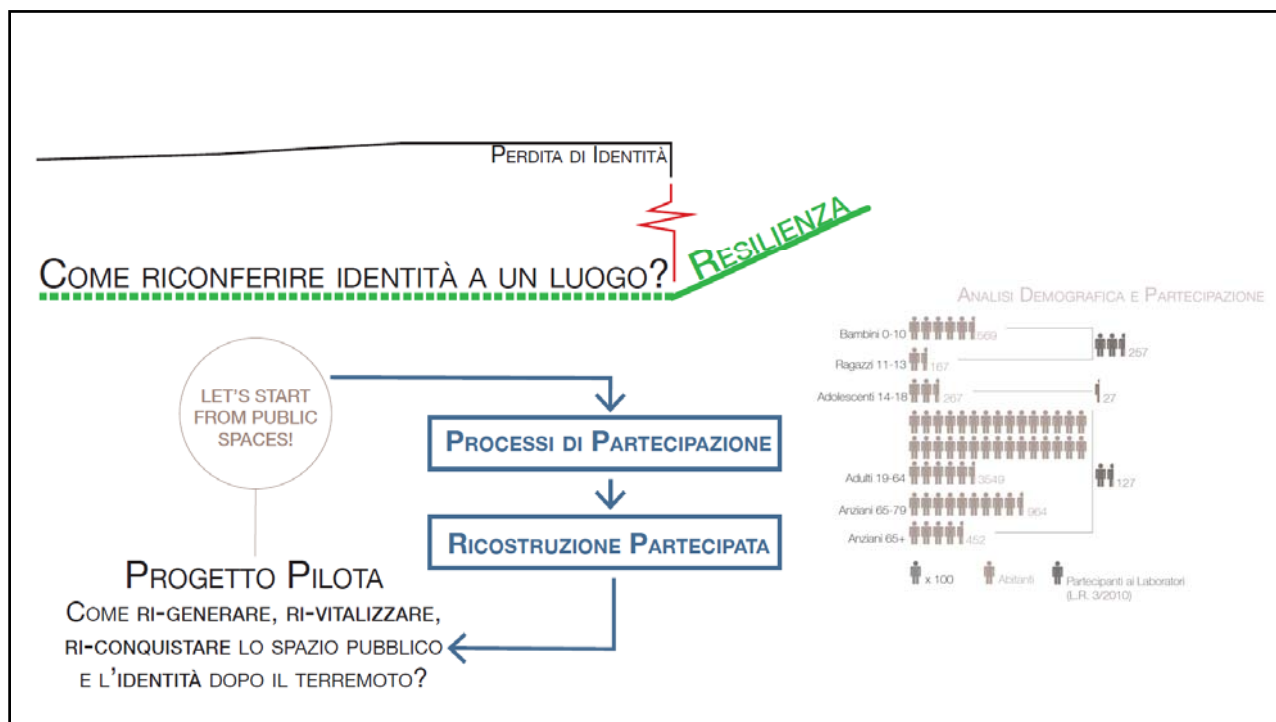 PERDITA DI IDENTITÀ
RESILIENZA
COME RICONFERIRE IDENTITÀ A UN LUOGO?
LET'S START
FROM PUBLIC
SPACES!
PROCESSI DI PARTECIPAZIONE
RICOSTRUZIONE PARTECIPATA
PROGETTO PILOTA
COME RI-GENERARE, RI-VITALIZZARE,
RI-CONQUISTARE LO SPAZIO PUBBLICO
E L'IDENTITÀ DOPO IL TERREMOTO?
ANALISI DEMOGRAFICA E PARTECIPAZIONE
Bambini 0-10 569
257
Ragazzi 11-13 167
Adolescenti 14-18 267
27
Adulti 19-64 3549
127
Anziani 65-79 964
Anziani 65+ 452
x 100
Abitanti
Partecipanti ai Laboratori
(L.R. 3/2010)